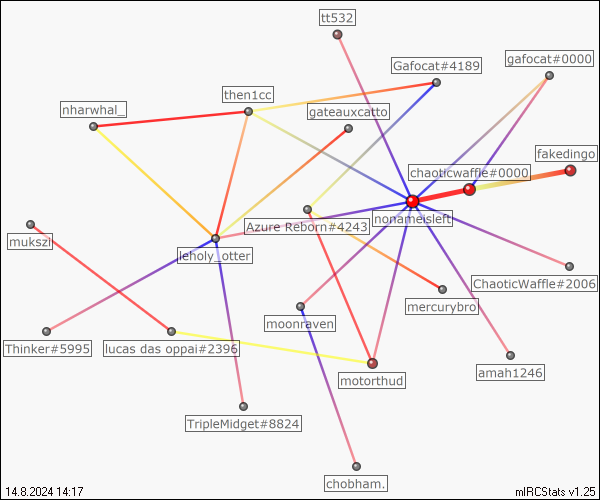 tt532
gafocat#0000
Gafocat#4189
then1cc
nharwhal_
gateauxcatto
fakedingo
chaoticwaffle#0000
nonameisleft
Azure Reborn#4243
mukszi
leholy_otter
ChaoticWaffle#2006
mercurybro
moonraven
Thinker#5995
lucas das oppai#2396
amah1246
motorthud
TripleMidget#8824
chobham.
14.8.2024 14:17
mIRCStats v1.25